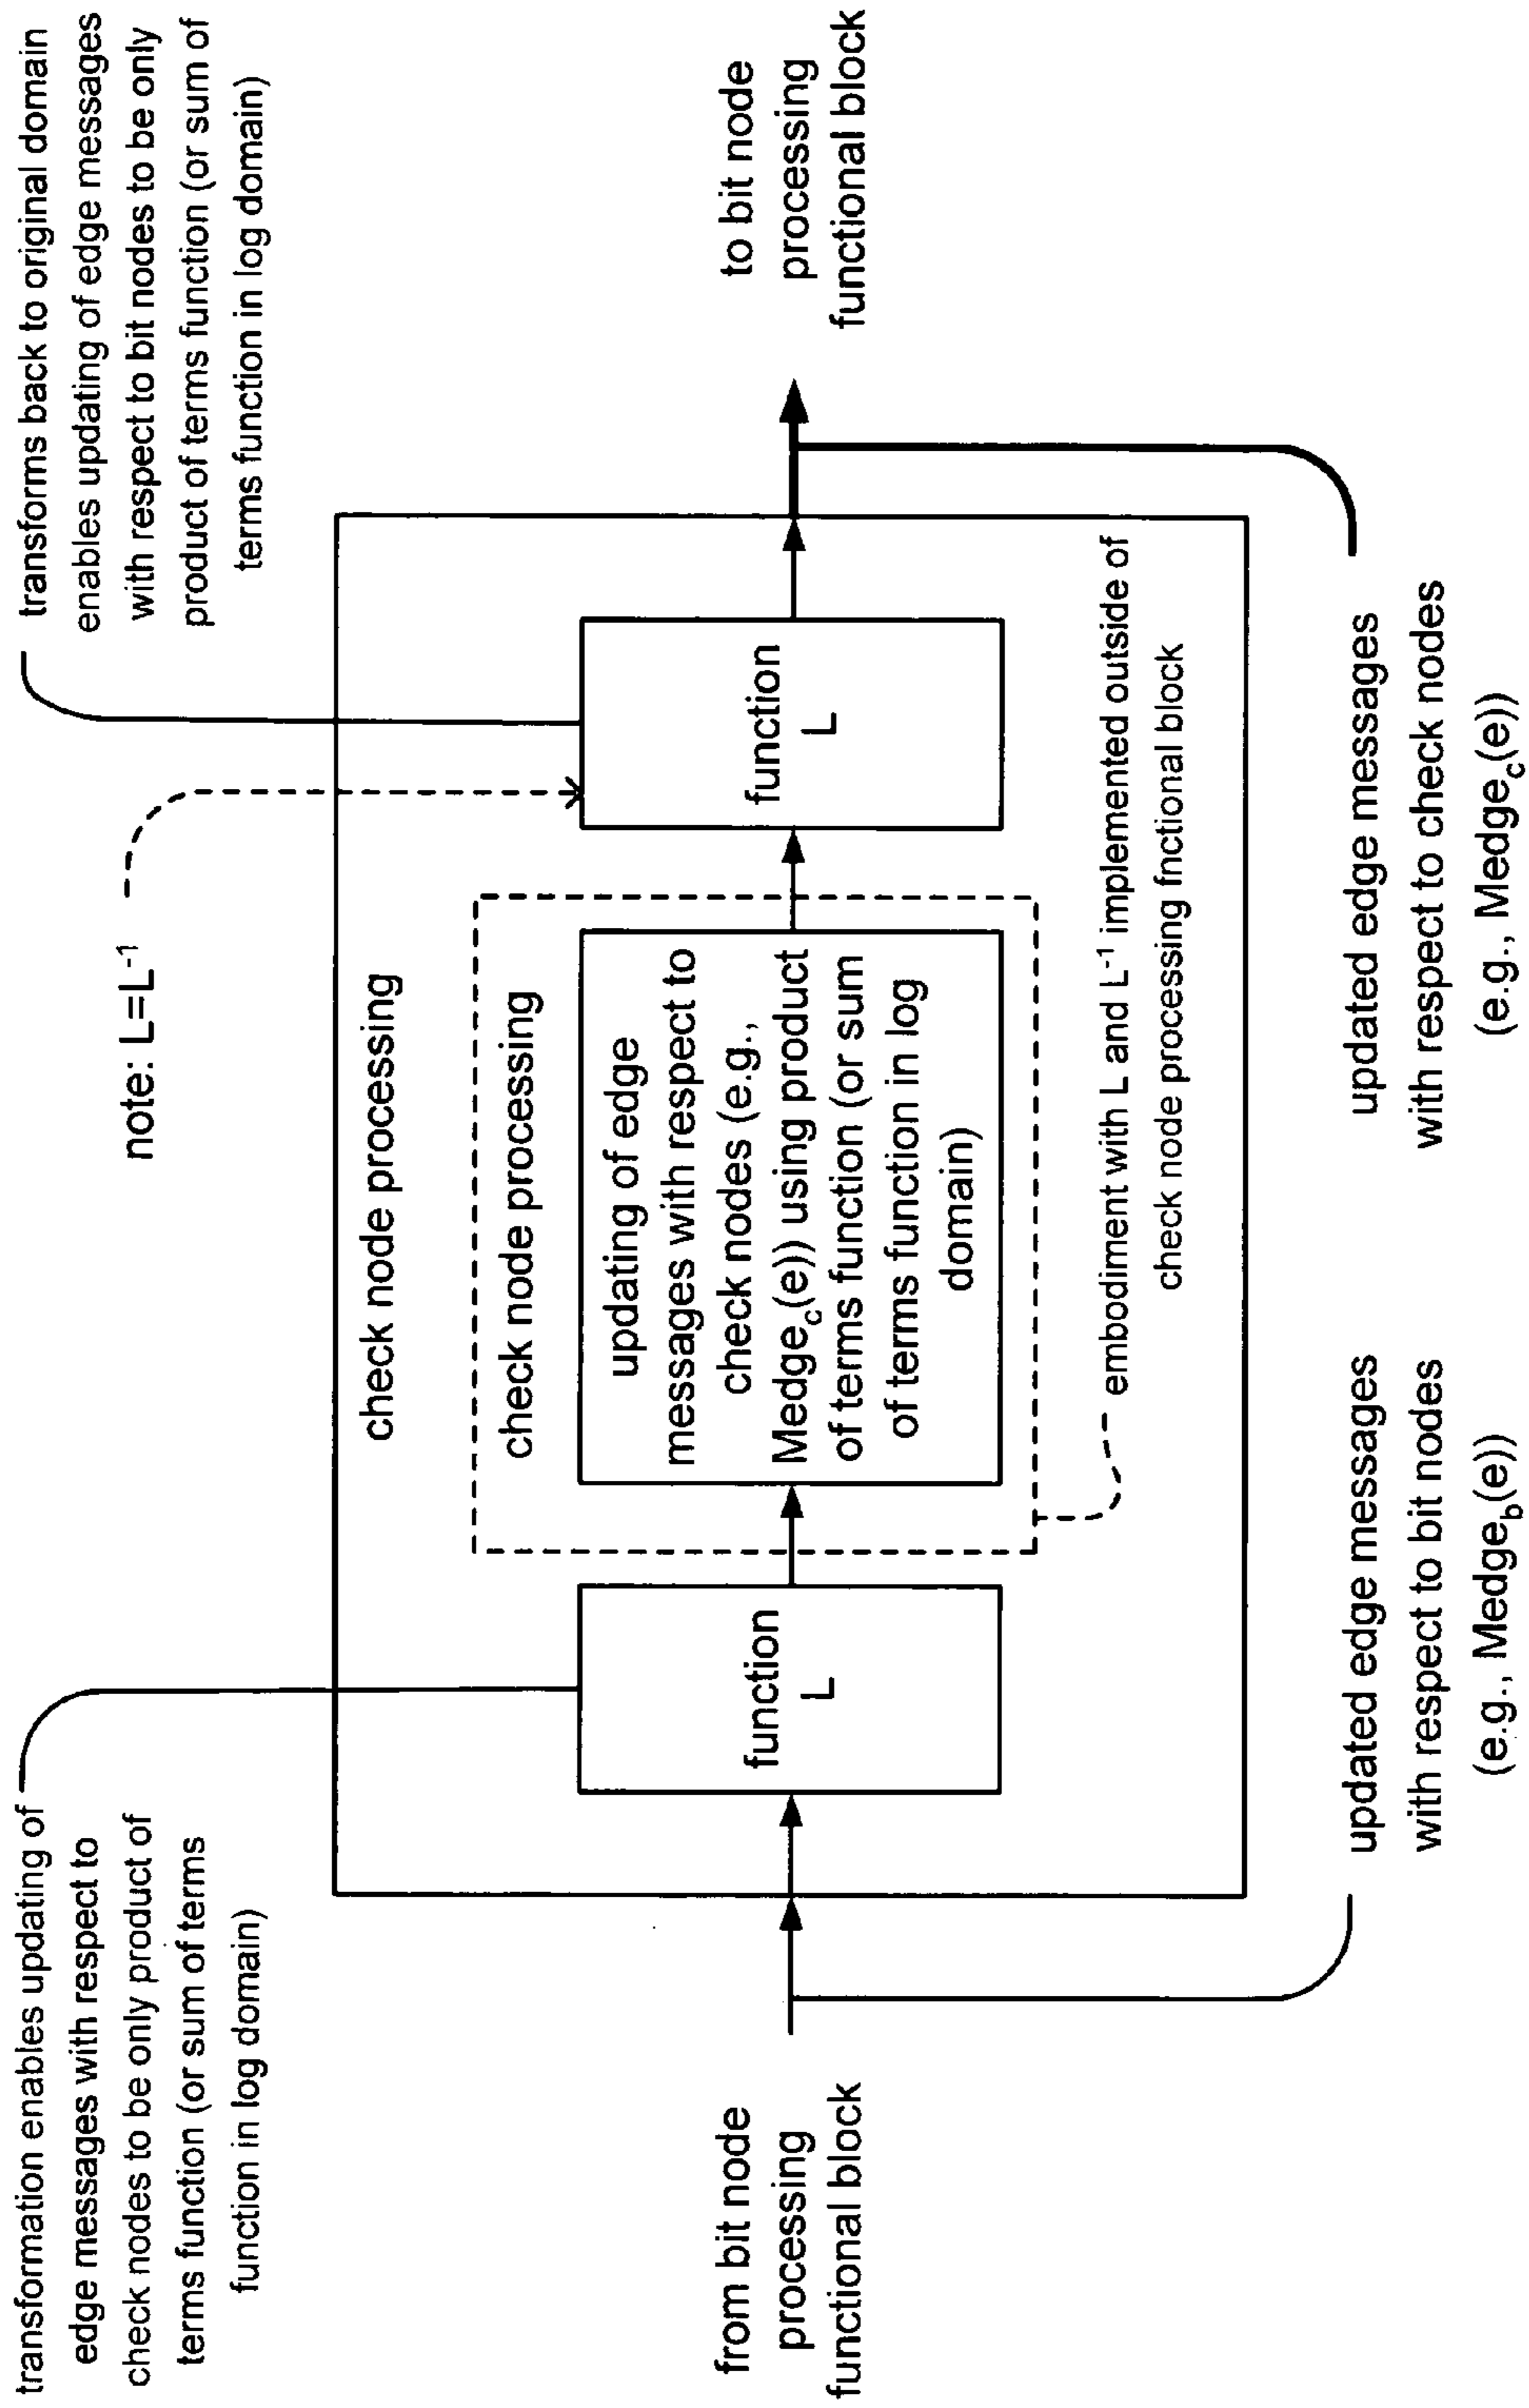 transformation enables updating of
edge messages with respect to
check nodes to be only product of
terms function (or sum of terms
function in log domain)
note: L=L⁻¹
transforms back to original domain
enables updating of edge messages
with respect to bit nodes to be only
product of terms function (or sum of
terms function in log domain)
check node processing
check node processing
from bit node
processing
functional block
function
L
updating of edge
messages with respect to
check nodes (e.g.,
Medge_c(e)) using product
of terms function (or sum
of terms function in log
domain)
function
L
to bit node
processing
functional block
embodiment with L and L⁻¹ implemented outside of
check node processing fnctional block
updated edge messages
with respect to bit nodes
(e.g., Medge_b(e))
updated edge messages
with respect to check nodes
(e.g., Medge_c(e))